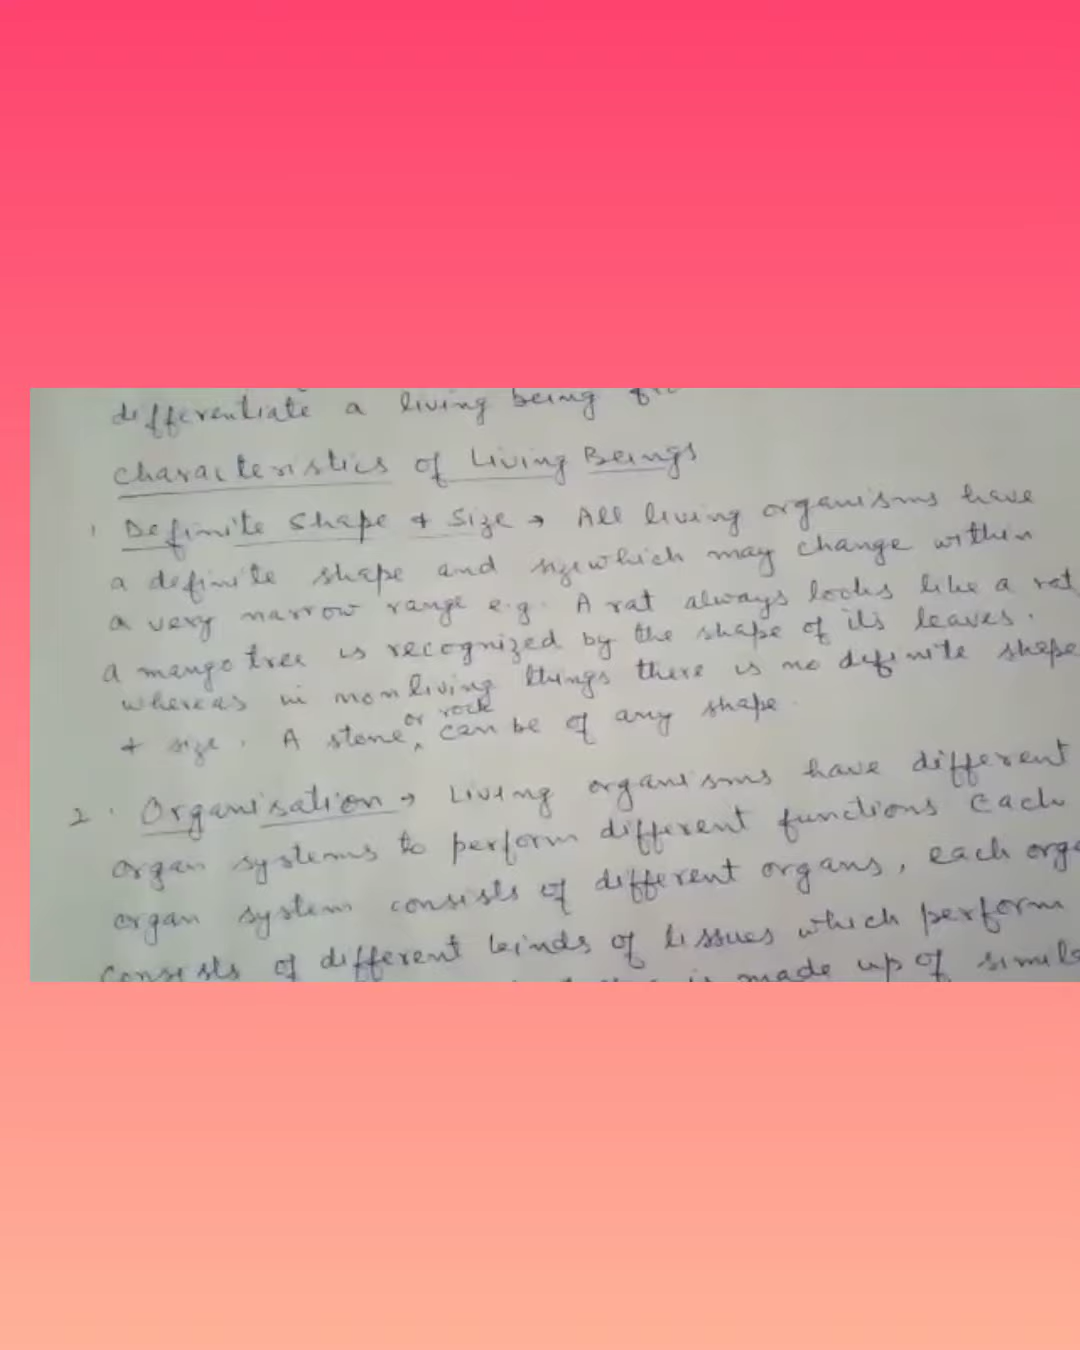 differentiate a living being
Characteristics of Living Beings
1 Definite Shape & Size → All living organisms have
a definite shape and size which may change within
a very narrow range e.g. A rat always looks like a rat,
a mango tree is recognized by the shape of its leaves.
whereas in nonliving things there is no definite shape
or rock
& size. A stone ‸ can be of any shape.
2. Organisation → Living organisms have different
organ systems to perform different functions Each
organ system consists of different organs, each orga
consists of different kinds of tissues which perform
is made up of simila